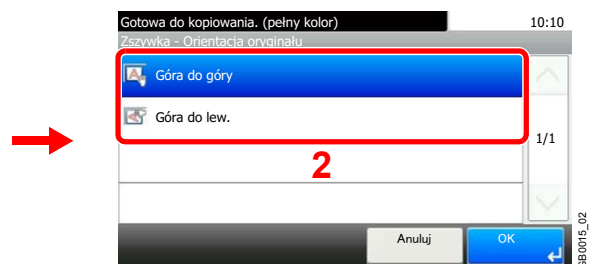 Gotowa do kopiowania. (pełny kolor) 10:10
Zszywka - Orientacja oryginału
Góra do góry
Góra do lew.
1/1
2
Anuluj OK
GB0015_02